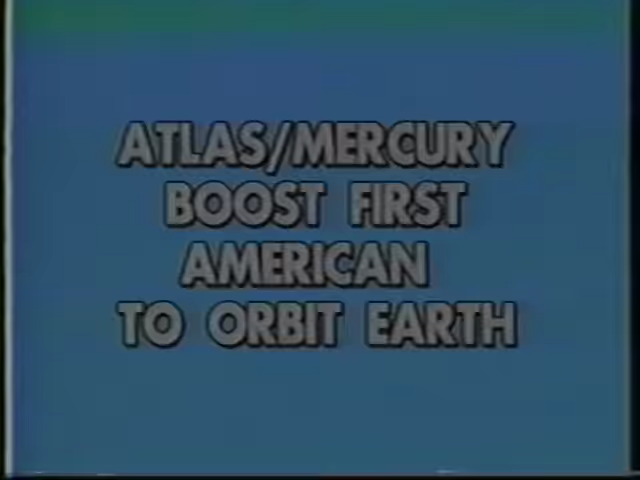 ATLAS/MERCURY
BOOST FIRST
AMERICAN
TO ORBIT EARTH